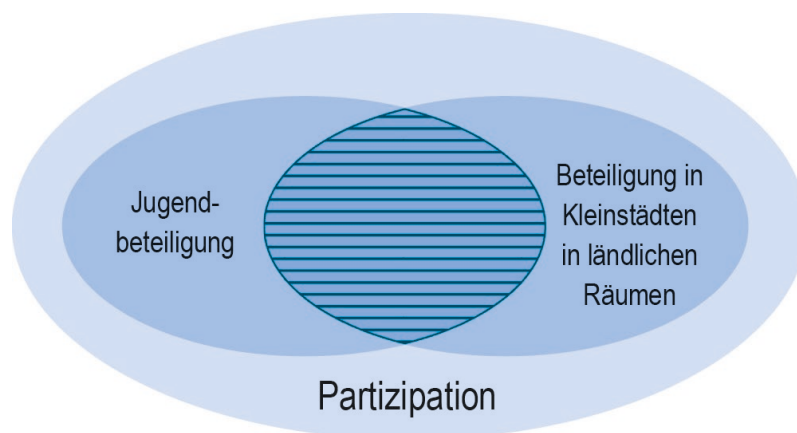 Jugend-
beteiligung
Beteiligung in
Kleinstädten
in ländlichen
Räumen
Partizipation